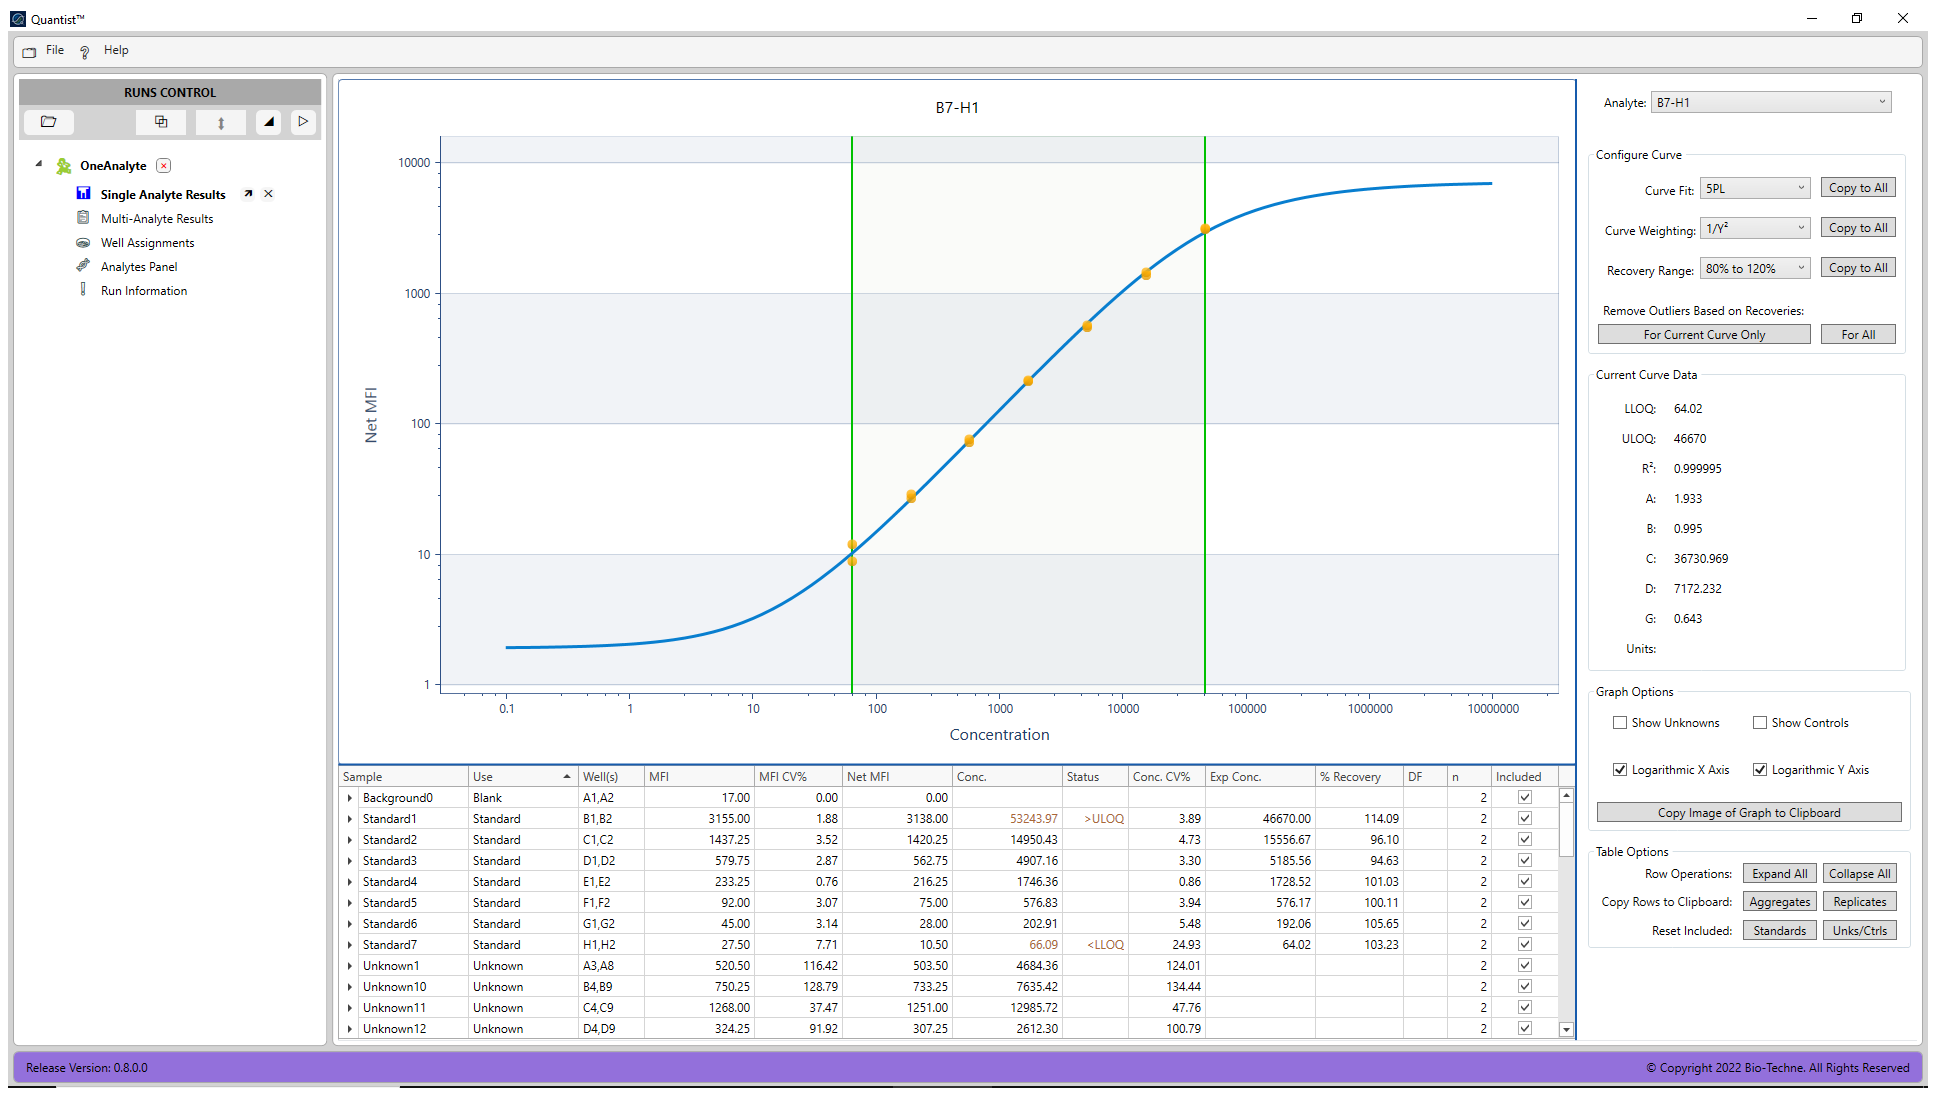 Quantist™
File
Help
RUNS CONTROL
OneAnalyte
Single Analyte Results
Multi-Analyte Results
Well Assignments
Analytes Panel
Run Information
B7-H1
10000
1000
100
10
1
Net MFI
0.1 1 10 100 1000 10000 100000 1000000 10000000
Concentration
Sample Use Well(s) MFI MFI CV% Net MFI Conc. Status Conc. CV% Exp Conc. % Recovery DF n Included
Background0 Blank A1,A2 17.00 0.00 0.00 2
Standard1 Standard B1,B2 3155.00 1.88 3138.00 53243.97 >ULOQ 3.89 46670.00 114.09 2
Standard2 Standard C1,C2 1437.25 3.52 1420.25 14950.43 4.73 15556.67 96.10 2
Standard3 Standard D1,D2 579.75 2.87 562.75 4907.16 3.30 5185.56 94.63 2
Standard4 Standard E1,E2 233.25 0.76 216.25 1746.36 0.86 1728.52 101.03 2
Standard5 Standard F1,F2 92.00 3.07 75.00 576.83 3.94 576.17 100.11 2
Standard6 Standard G1,G2 45.00 3.14 28.00 202.91 5.48 192.06 105.65 2
Standard7 Standard H1,H2 27.50 7.71 10.50 66.09 <LLOQ 24.93 64.02 103.23 2
Unknown1 Unknown A3,A8 520.50 116.42 503.50 4684.36 124.01 2
Unknown10 Unknown B4,B9 750.25 128.79 733.25 7635.42 134.44 2
Unknown11 Unknown C4,C9 1268.00 37.47 1251.00 12985.72 47.76 2
Unknown12 Unknown D4,D9 324.25 91.92 307.25 2612.30 100.79 2
Analyte: B7-H1
Configure Curve
Curve Fit: 5PL Copy to All
Curve Weighting: 1/Y² Copy to All
Recovery Range: 80% to 120% Copy to All
Remove Outliers Based on Recoveries:
For Current Curve Only For All
Current Curve Data
LLOQ: 64.02
ULOQ: 46670
R²: 0.999995
A: 1.933
B: 0.995
C: 36730.969
D: 7172.232
G: 0.643
Units:
Graph Options
Show Unknowns Show Controls
Logarithmic X Axis Logarithmic Y Axis
Copy Image of Graph to Clipboard
Table Options
Row Operations: Expand All Collapse All
Copy Rows to Clipboard: Aggregates Replicates
Reset Included: Standards Unks/Ctrls
Release Version: 0.8.0.0
© Copyright 2022 Bio-Techne. All Rights Reserved